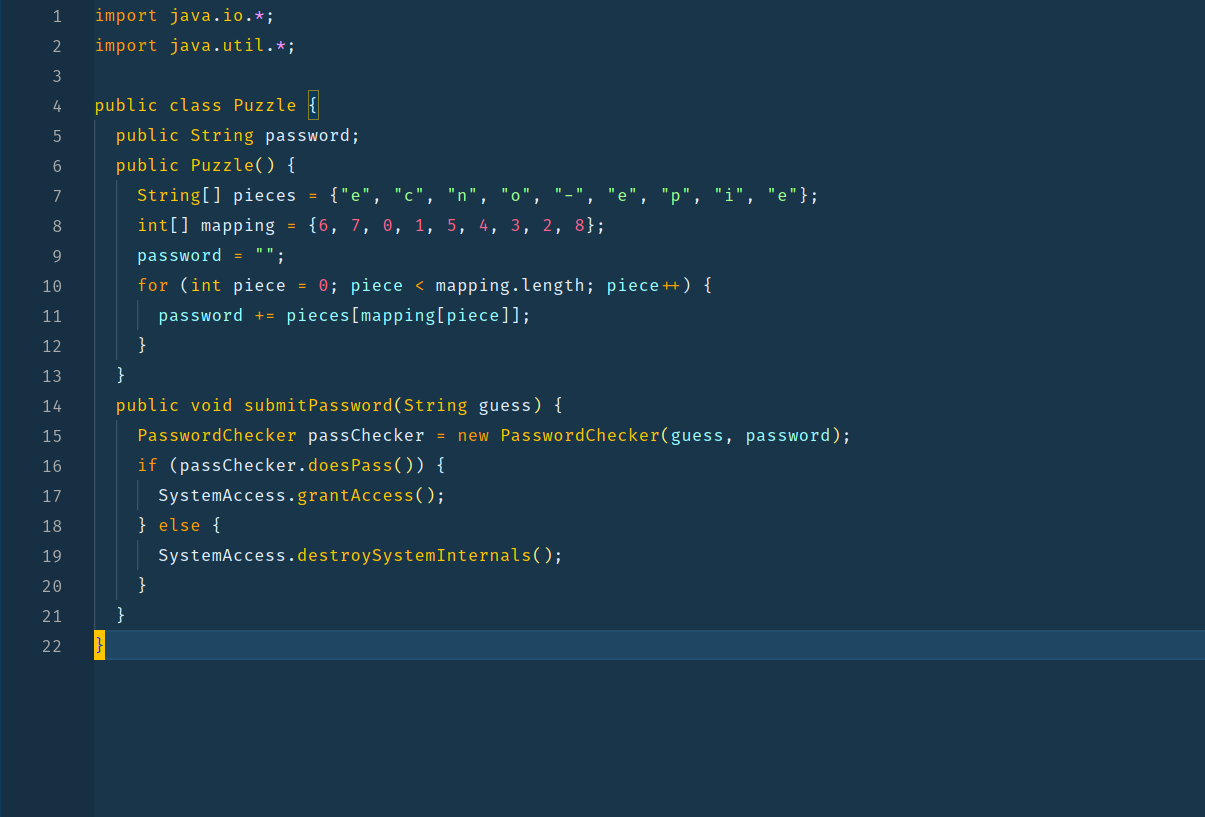 1 import java.io.*;
2 import java.util.*;
3
4 public class Puzzle {
5   public String password;
6   public Puzzle() {
7     String[] pieces = {"e", "c", "n", "o", "-", "e", "p", "i", "e"};
8     int[] mapping = {6, 7, 0, 1, 5, 4, 3, 2, 8};
9     password = "";
10     for (int piece = 0; piece < mapping.length; piece++) {
11       password += pieces[mapping[piece]];
12     }
13   }
14   public void submitPassword(String guess) {
15     PasswordChecker passChecker = new PasswordChecker(guess, password);
16     if (passChecker.doesPass()) {
17       SystemAccess.grantAccess();
18     } else {
19       SystemAccess.destroySystemInternals();
20     }
21   }
22 }